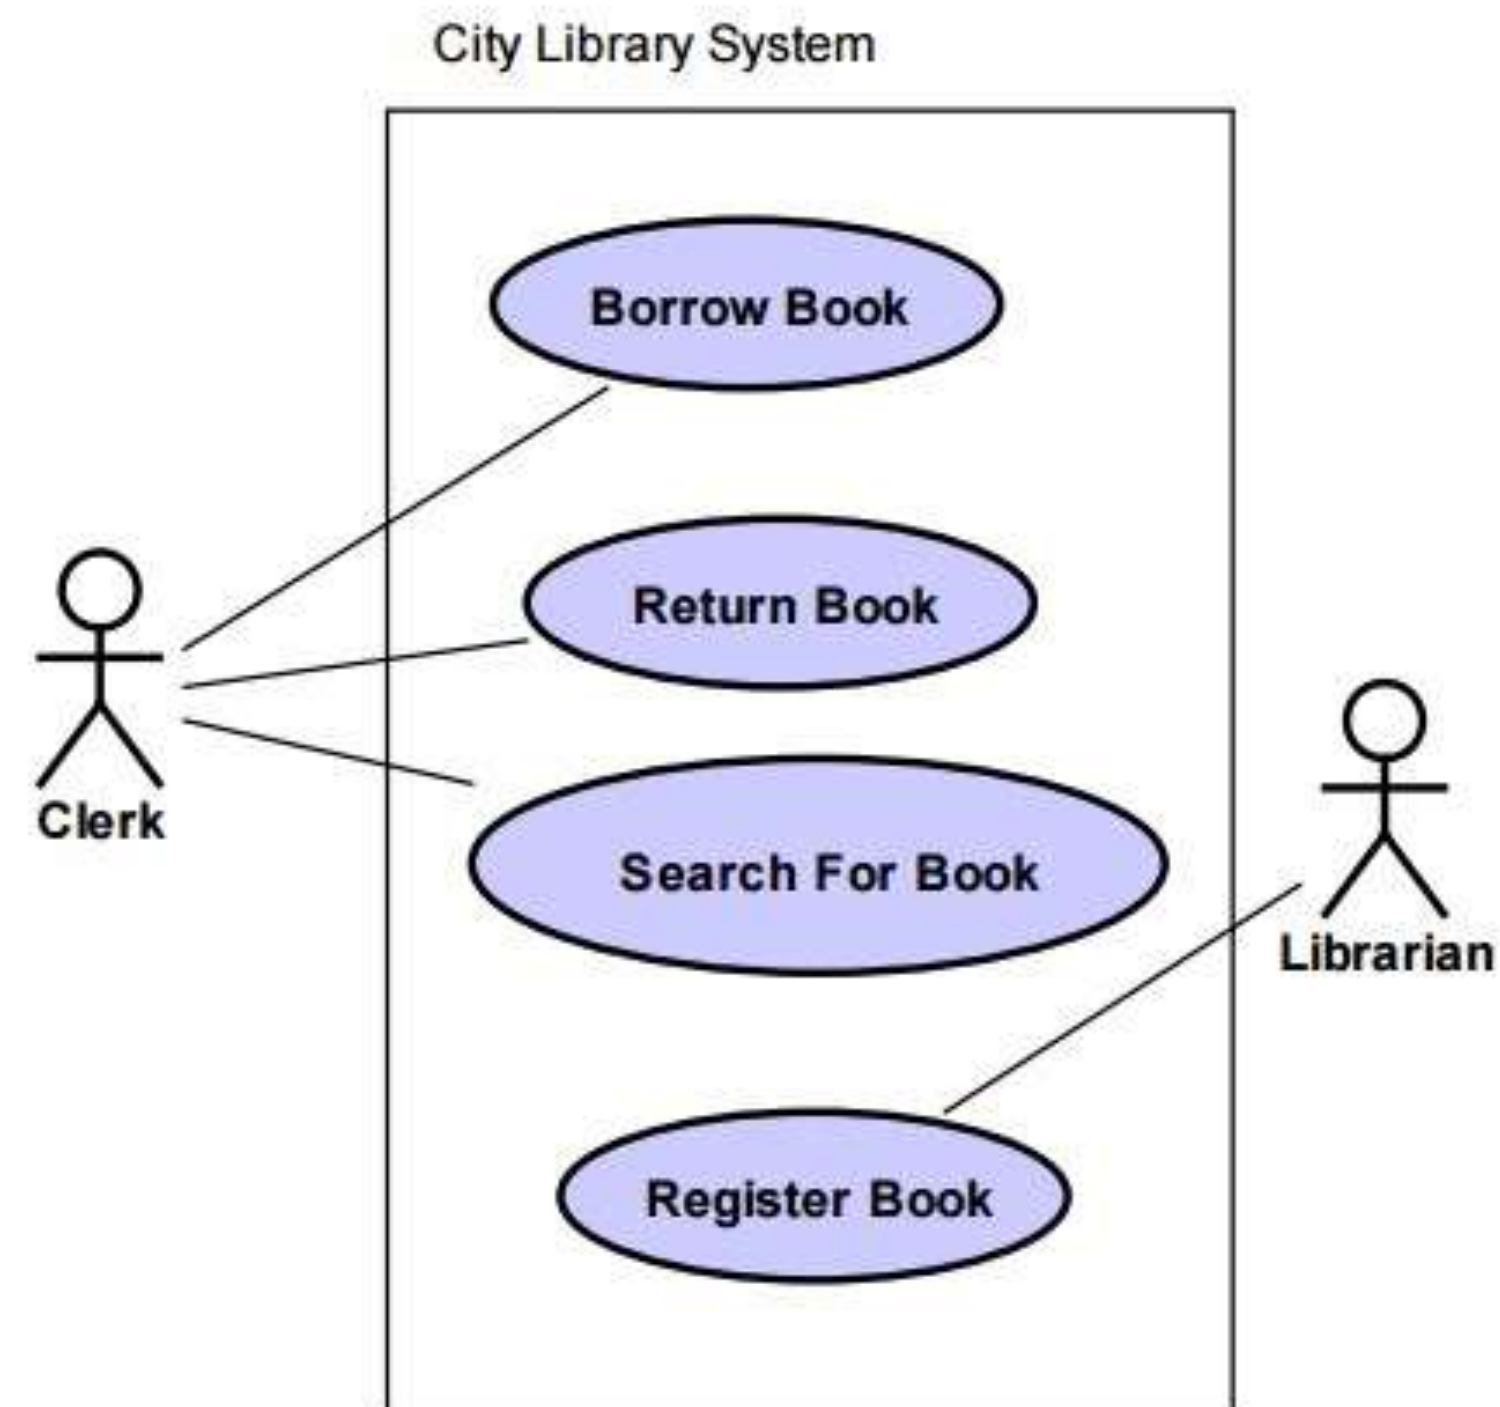 City Library System
Borrow Book
Return Book
Clerk
Search For Book
Librarian
Register Book